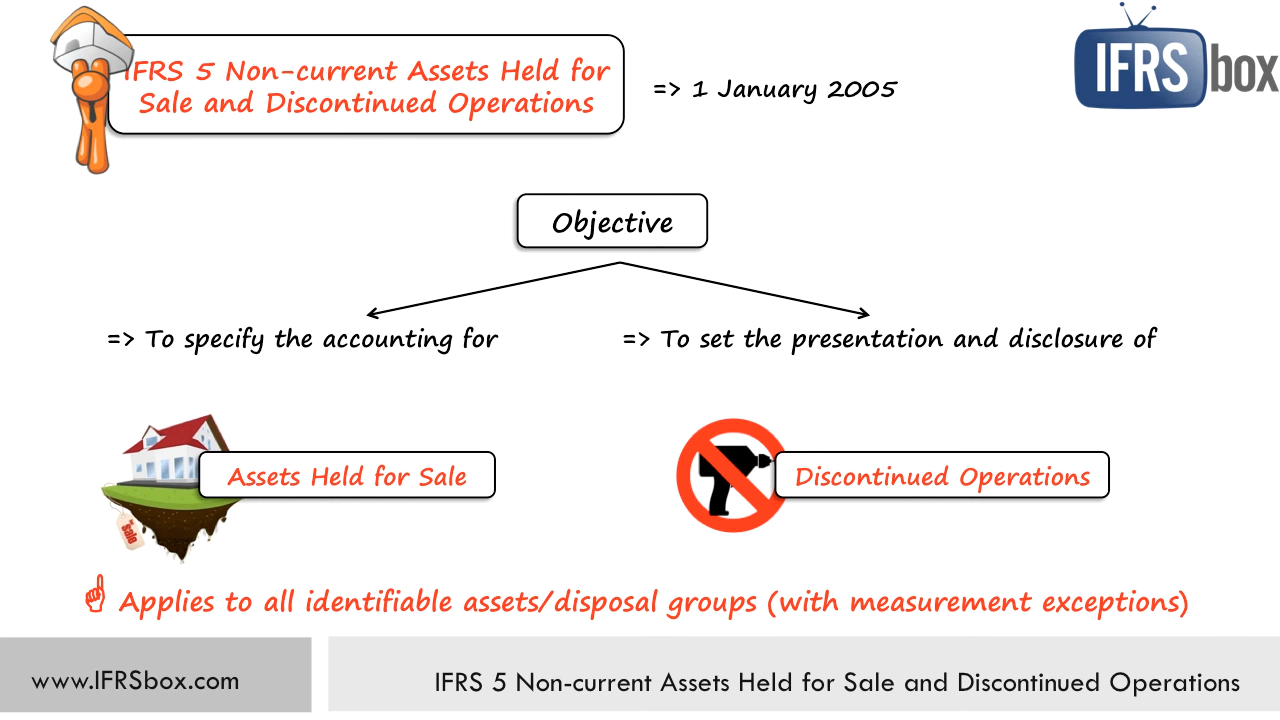 IFRS 5 Non-current Assets Held for
Sale and Discontinued Operations
=> 1 January 2005
IFRS box
Objective
=> To specify the accounting for
=> To set the presentation and disclosure of
Assets Held for Sale
sale
Discontinued Operations
Applies to all identifiable assets/disposal groups (with measurement exceptions)
www.IFRSbox.com
IFRS 5 Non-current Assets Held for Sale and Discontinued Operations